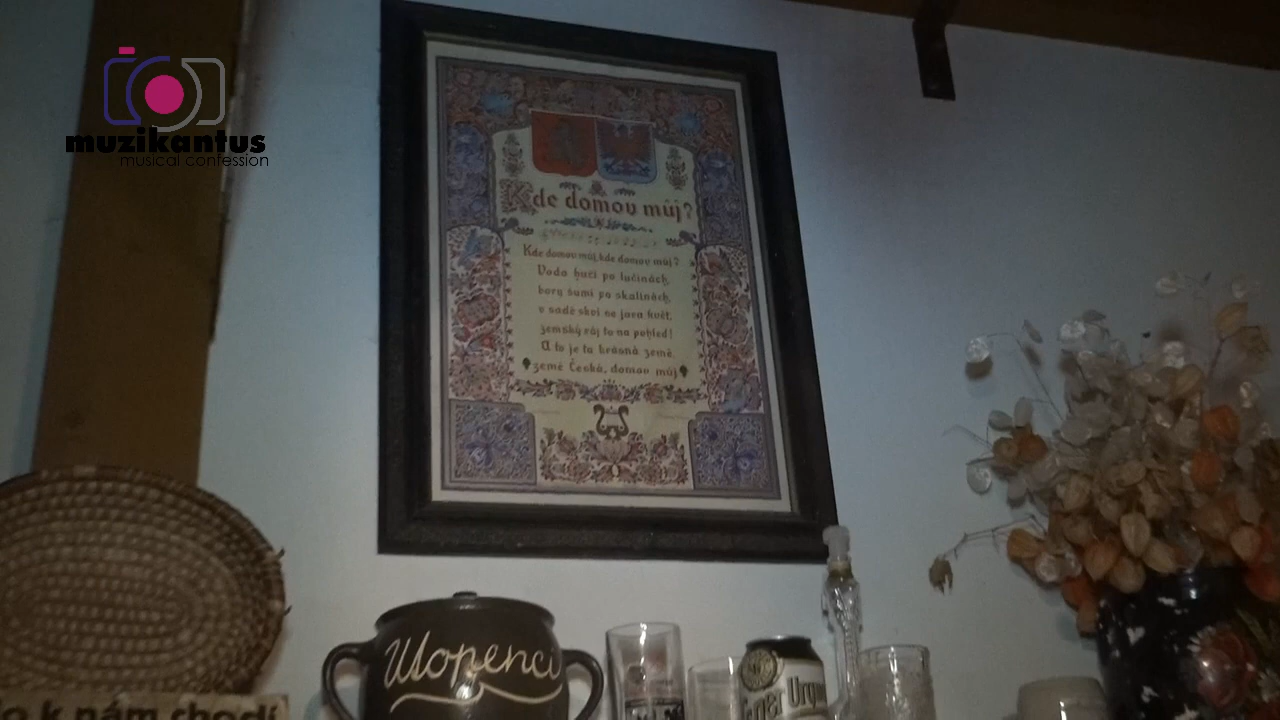 muzikantus
musical confession
Kde domov můj?
Kde domov můj, kde domov můj?
Voda hučí po lučinách,
bory šumí po skalinách,
v sadě skví se jara květ,
zemský ráj to na pohled!
A to je ta krásná země,
země Česká, domov můj
k nám chodí